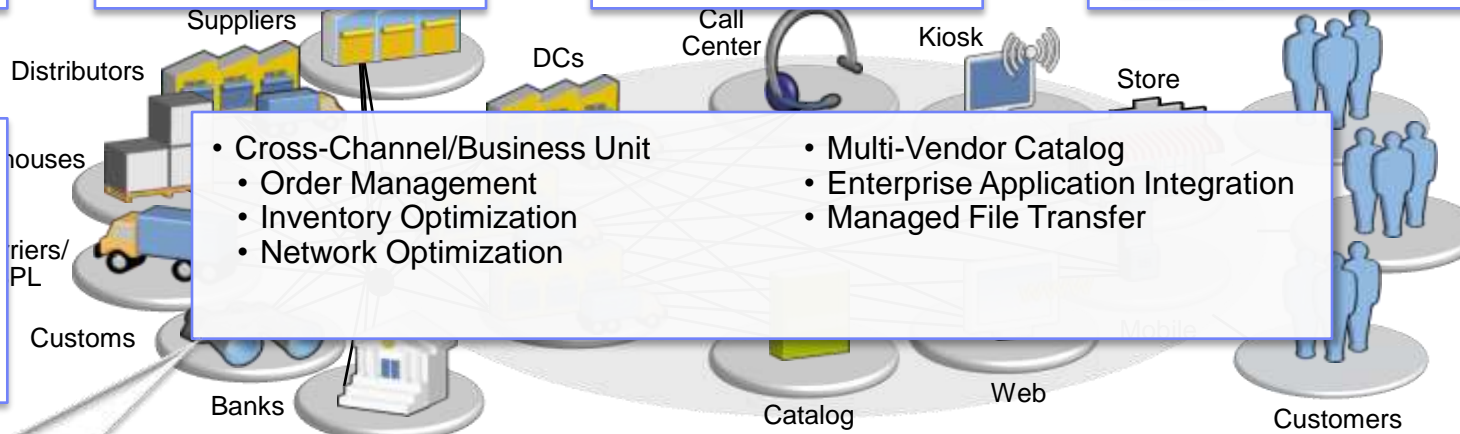 Suppliers
Call
Center
Kiosk
DCs
Distributors
Store
houses
• Cross-Channel/Business Unit
• Order Management
• Inventory Optimization
• Network Optimization
• Multi-Vendor Catalog
• Enterprise Application Integration
• Managed File Transfer
riers/
PL
Customs
Mobile
Banks
Catalog
Web
Customers